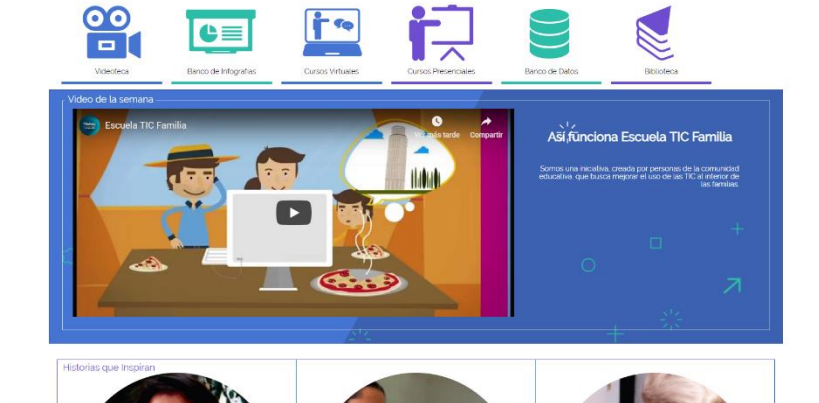 Videoteca
Banco de Infografias
Cursos Virtuales
Cursos Presenciales
Banco de Datos
Biblioteca
Video de la semana
Escuela TIC Familia
Ver más tarde
Compartir
Así funciona Escuela TIC Familia
Somos una iniciativa, creada por personas de la comunidad
educativa, que busca mejorar el uso de las TIC al interior de
las familias.
Historias que Inspiran